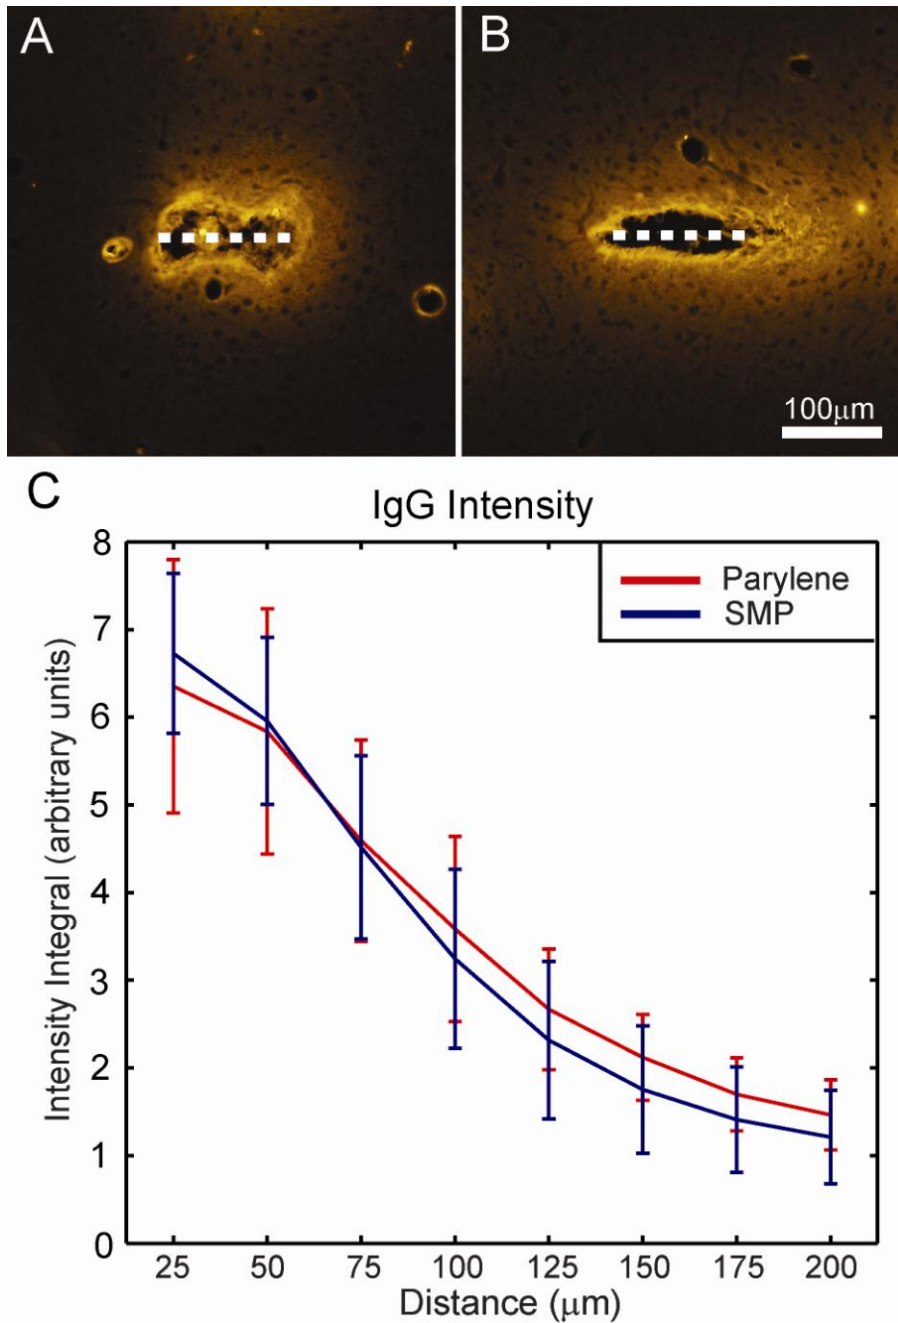 A
B
100μm
C
IgG Intensity
Parylene
SMP
Intensity Integral (arbitrary units)
8
7
6
5
4
3
2
1
0
25 50 75 100 125 150 175 200
Distance (μm)